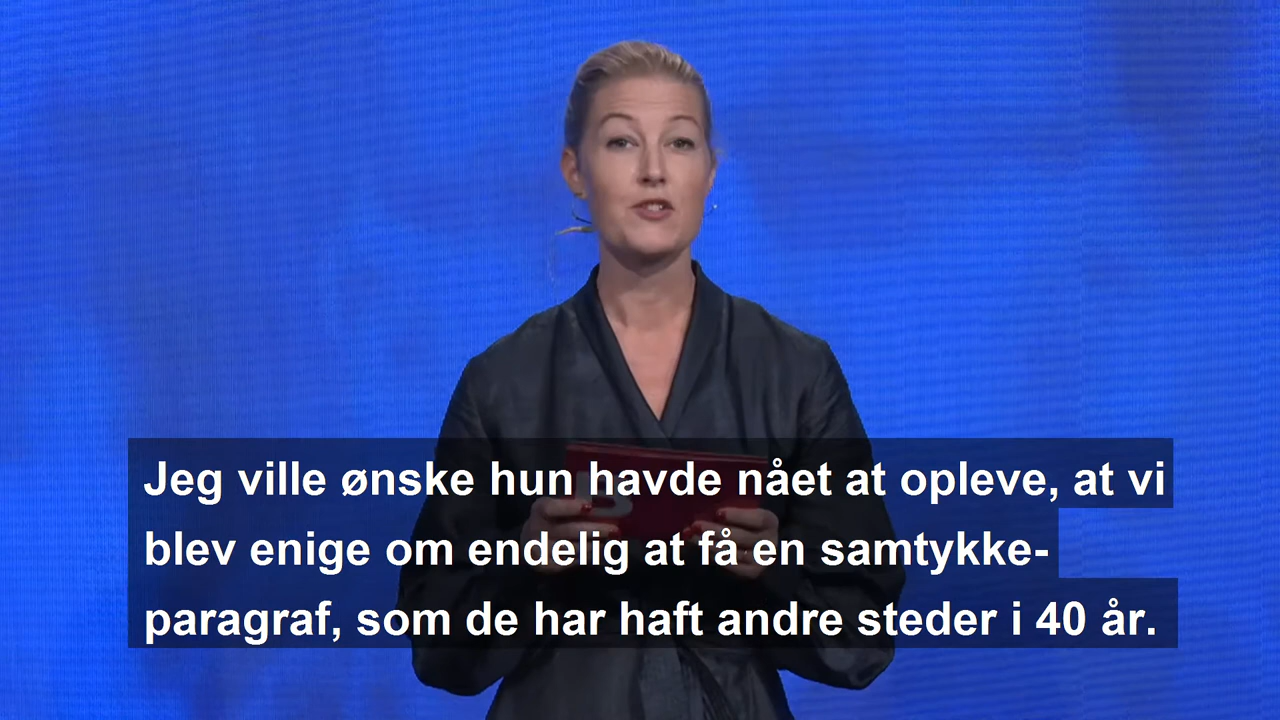 Jeg ville ønske hun havde nået at opleve, at vi
blev enige om endelig at få en samtykke-
paragraf, som de har haft andre steder i 40 år.